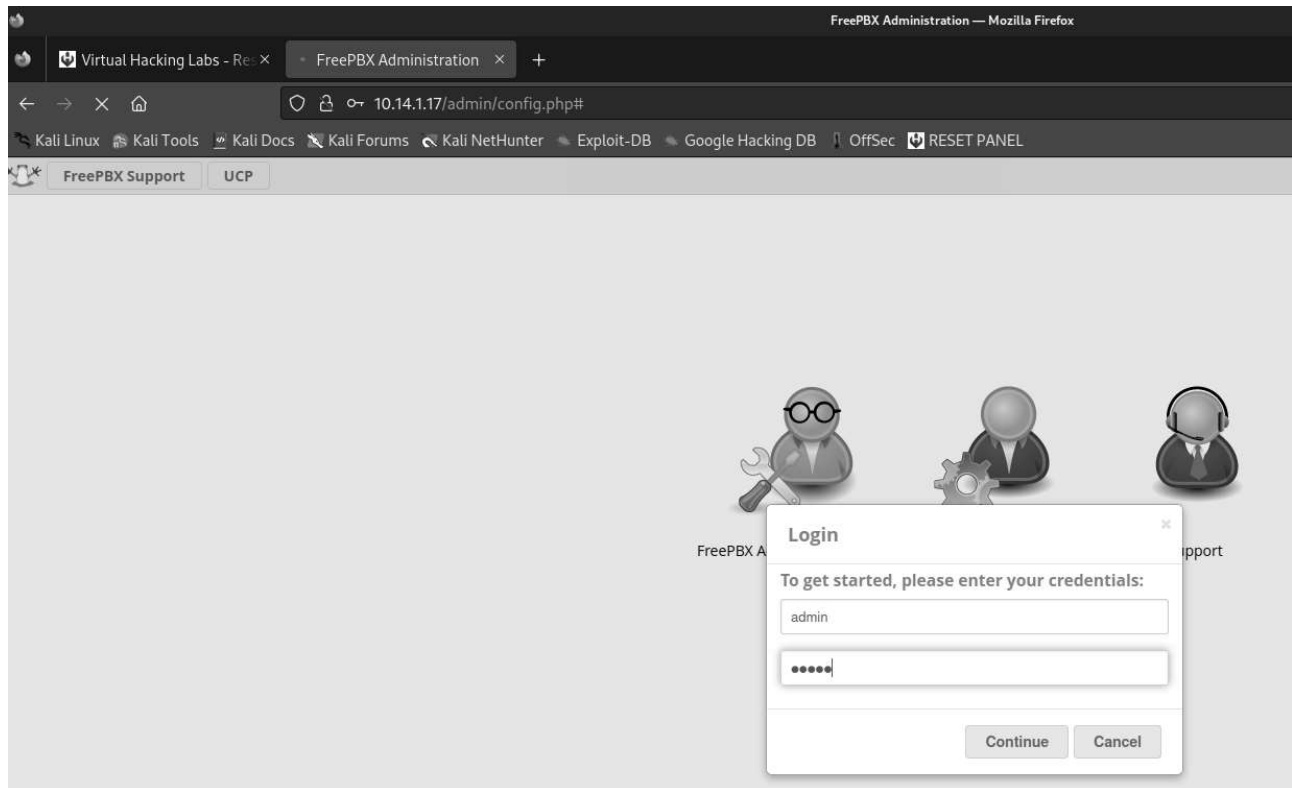 FreePBX Administration — Mozilla Firefox
Virtual Hacking Labs - Res
FreePBX Administration
10.14.1.17/admin/config.php#
Kali Linux Kali Tools Kali Docs Kali Forums Kali NetHunter Exploit-DB Google Hacking DB OffSec RESET PANEL
FreePBX Support UCP
FreePBX A
pport
Login
To get started, please enter your credentials:
admin
•••••
Continue Cancel